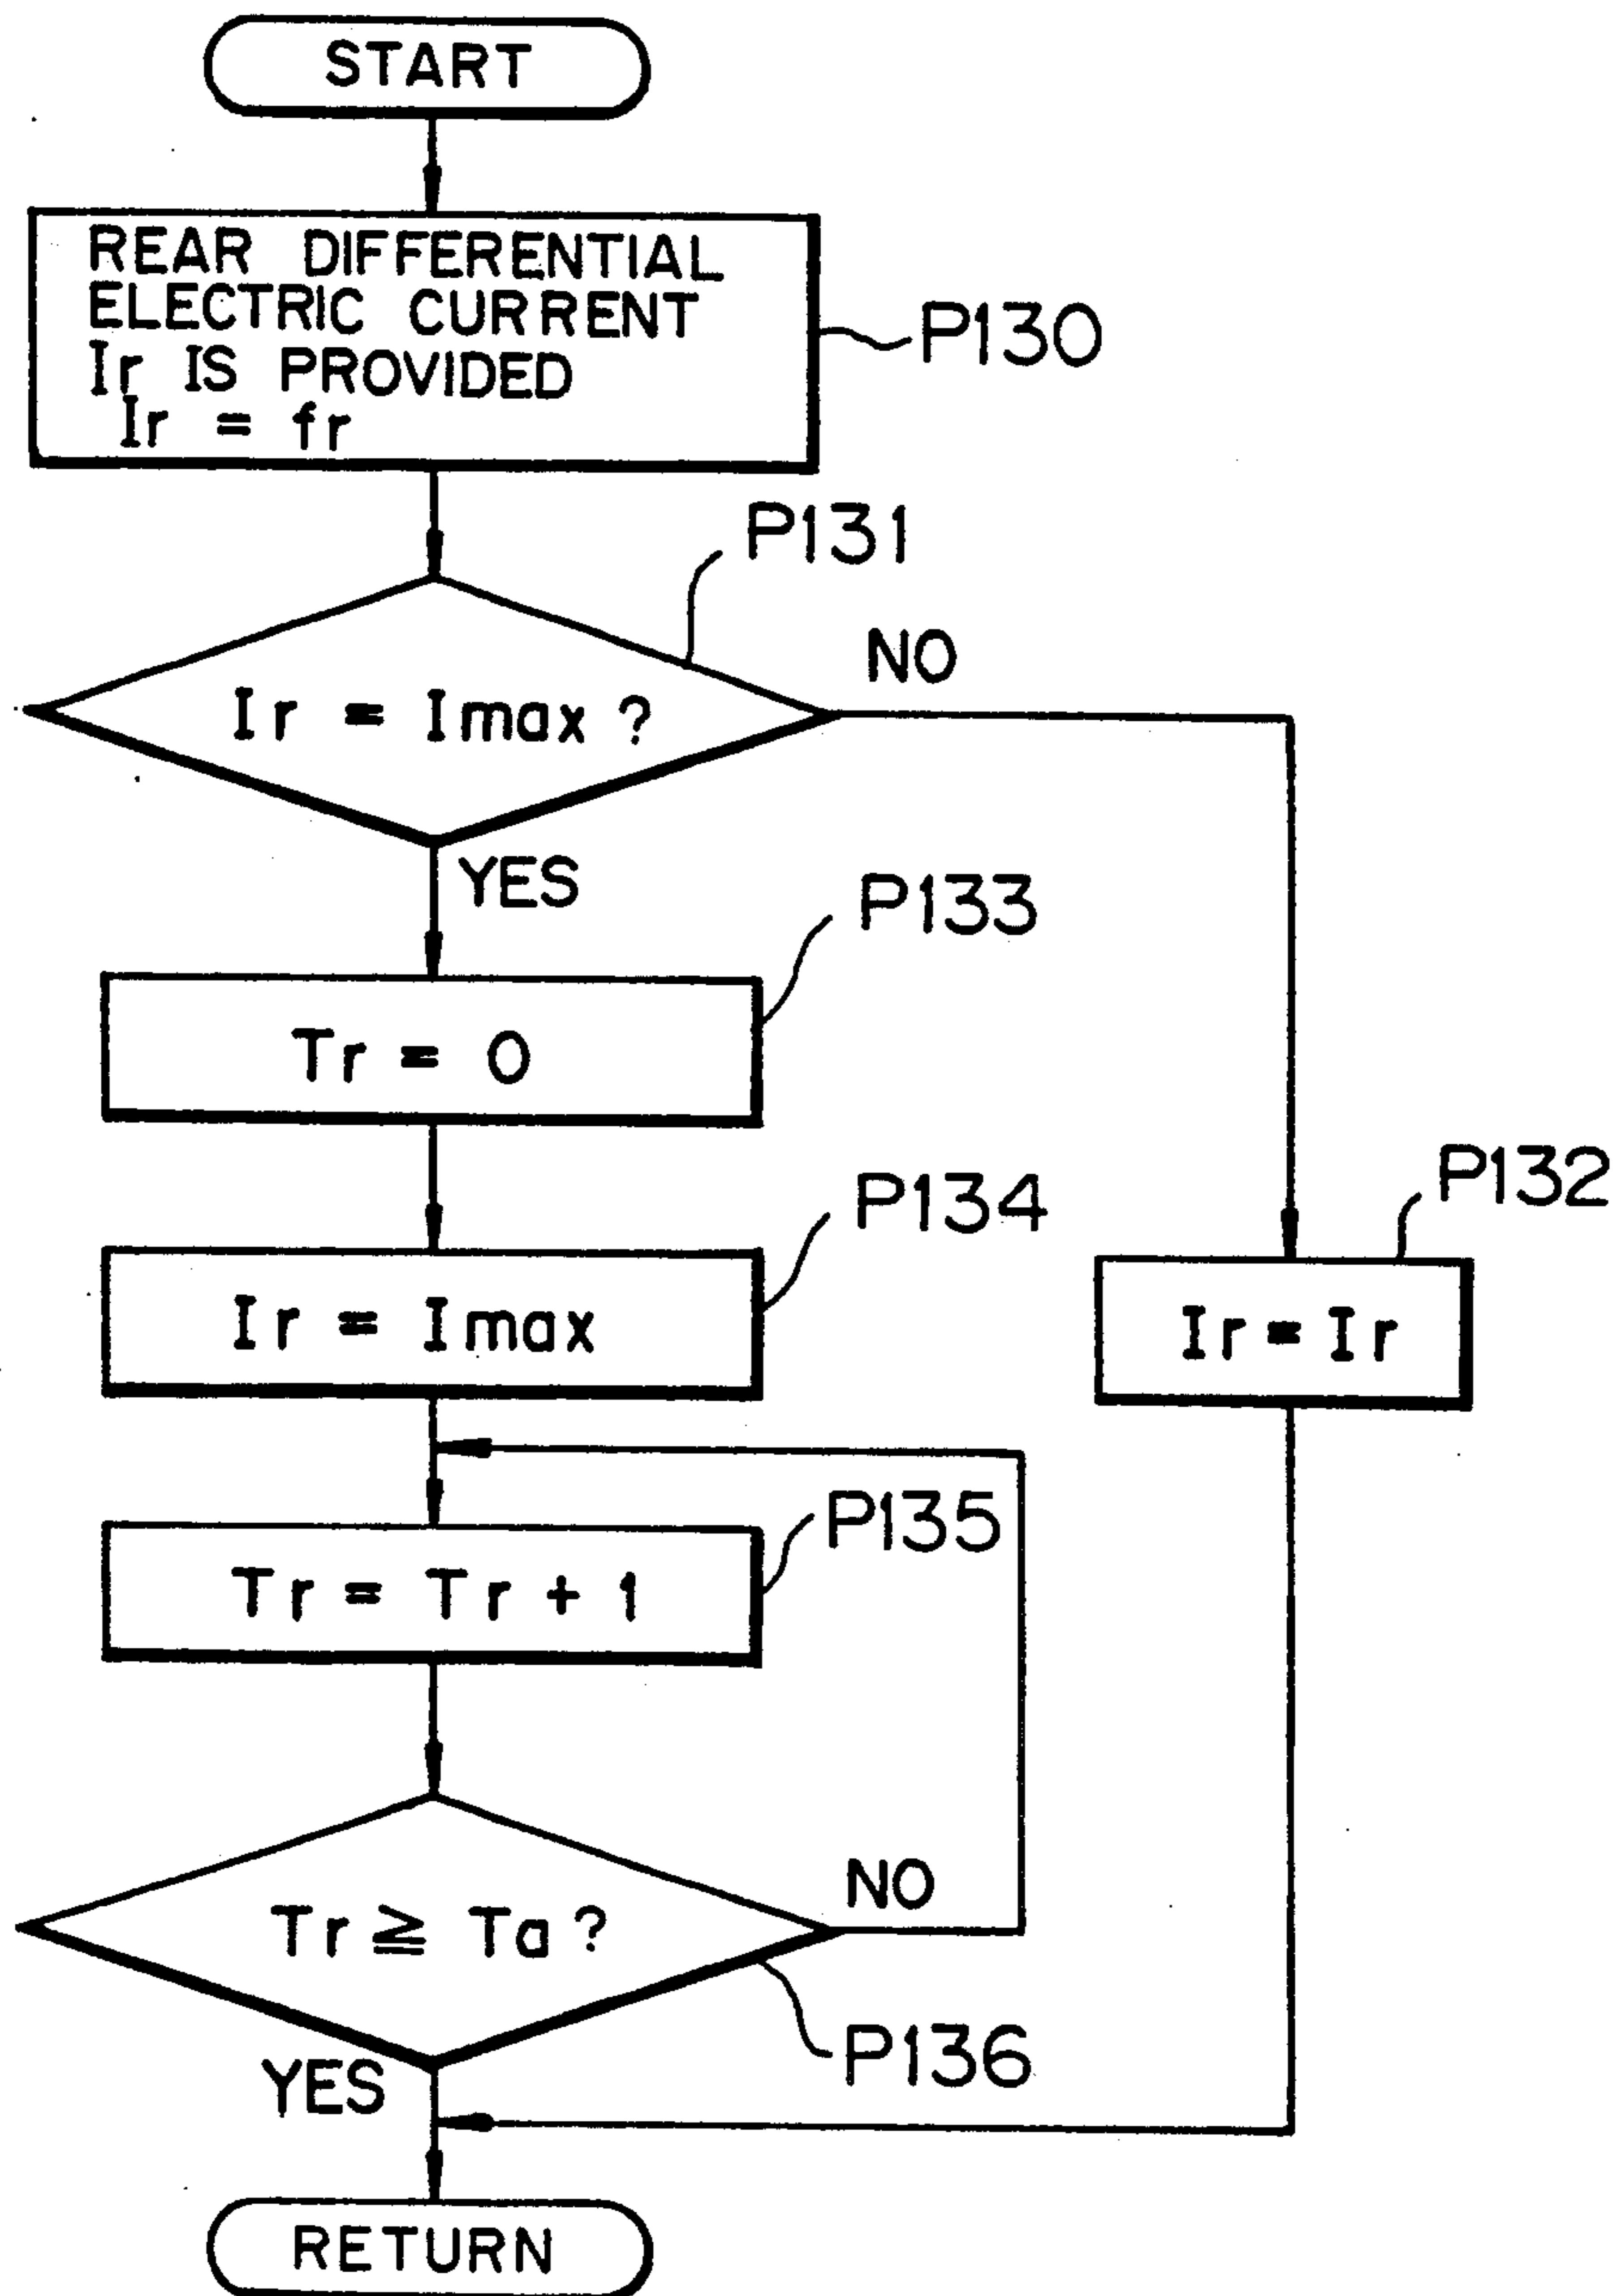 START
REAR DIFFERENTIAL
ELECTRIC CURRENT
Ir IS PROVIDED
Ir = fr
P130
P131
Ir = Imax ?
NO
YES
P133
Tr = 0
P134
Ir = Imax
P132
Ir = Ir
P135
Tr = Tr + 1
Tr ≧ Ta ?
NO
P136
YES
RETURN